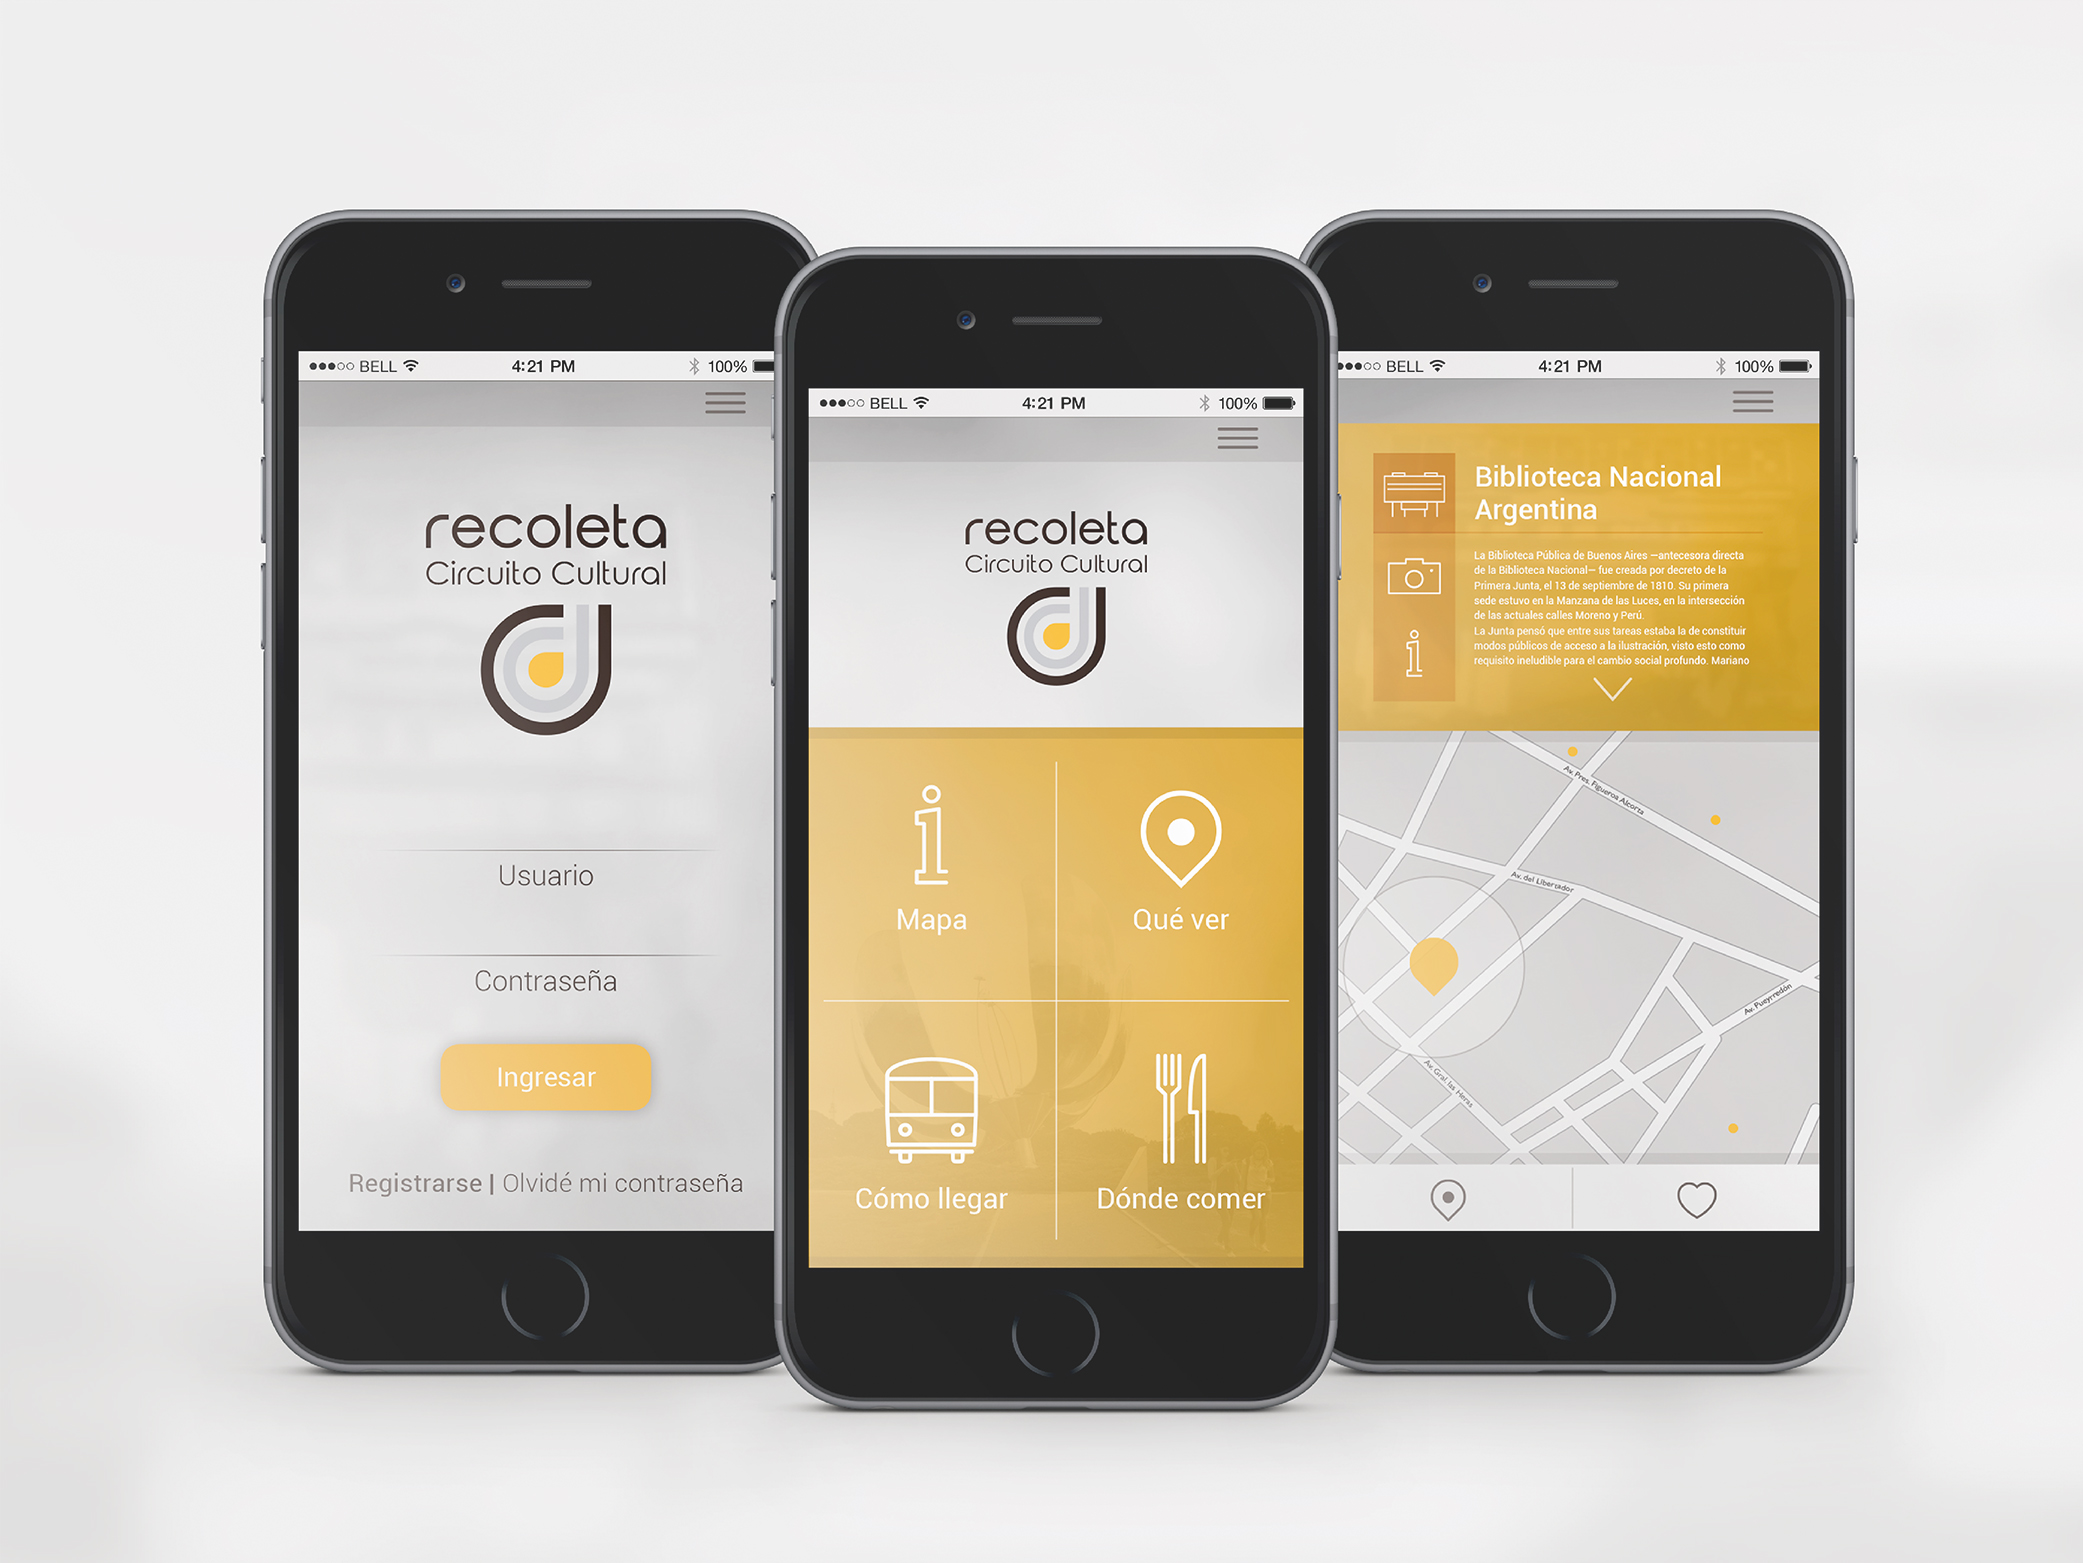 BELL 4:21 PM 100%
recoleta
Circuito Cultural
Usuario
Contraseña
Ingresar
Registrarse | Olvidé mi contraseña
BELL 4:21 PM 100%
recoleta
Circuito Cultural
Mapa
Qué ver
Cómo llegar
Dónde comer
BELL 4:21 PM 100%
Biblioteca Nacional
Argentina
La Biblioteca Pública de Buenos Aires —antecesora directa
de la Biblioteca Nacional— fue creada por decreto de la
Primera Junta, el 13 de septiembre de 1810. Su primera
sede estuvo en la Manzana de las Luces, en la intersección
de las actuales calles Moreno y Perú.
La Junta pensó que entre sus tareas estaba la de constituir
modos públicos de acceso a la ilustración, visto esto como
requisito ineludible para el cambio social profundo. Mariano
Av. Pres. Figueroa Alcorta
Av. del Libertador
Av. Pueyrredón
Av. Gral. las Heras